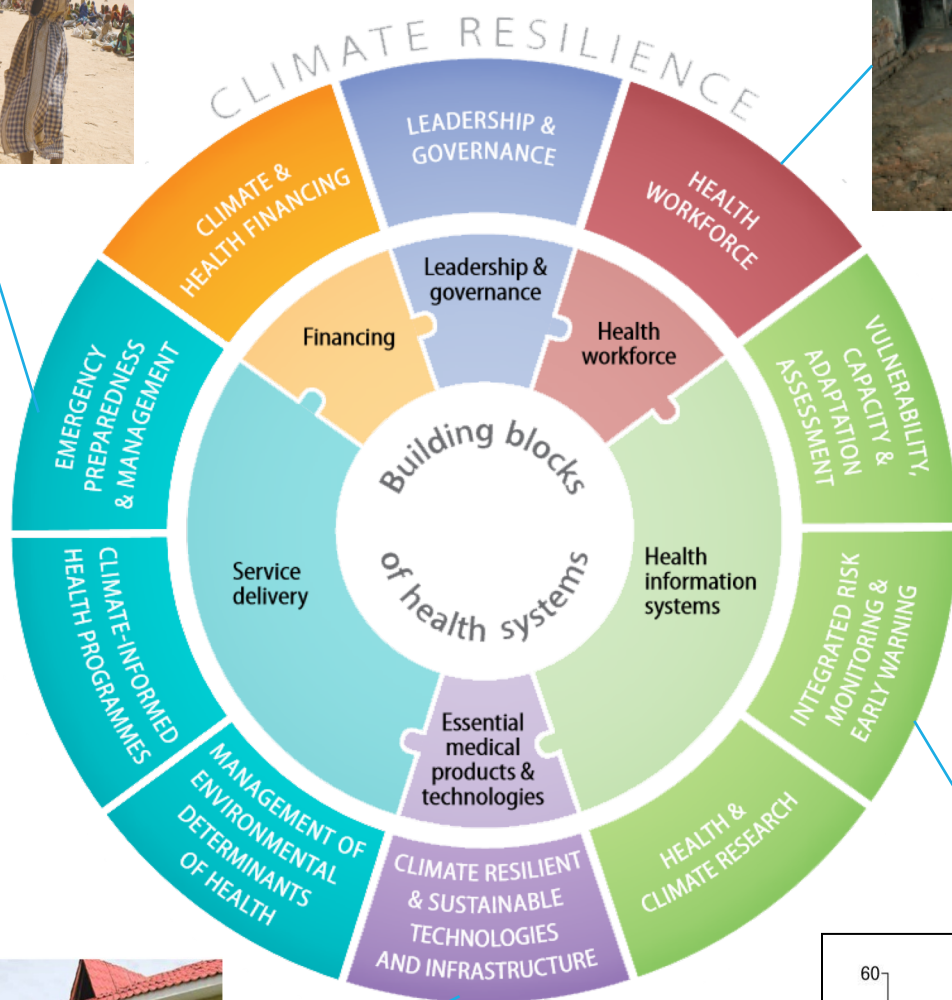 CLIMATE RESILIENCE
LEADERSHIP &
GOVERNANCE
HEALTH
WORKFORCE
VULNERABILITY,
CAPACITY &
ADAPTATION
ASSESSMENT
INTEGRATED RISK
MONITORING &
EARLY WARNING
HEALTH &
CLIMATE RESEARCH
CLIMATE RESILIENT
& SUSTAINABLE
TECHNOLOGIES
AND INFRASTRUCTURE
MANAGEMENT OF
ENVIRONMENTAL
DETERMINANTS
OF HEALTH
CLIMATE-INFORMED
HEALTH PROGRAMMES
EMERGENCY
PREPAREDNESS
& MANAGEMENT
CLIMATE &
HEALTH FINANCING
Leadership &
governance
Health
workforce
Health
information
systems
Essential
medical
products &
technologies
Service
delivery
Financing
Building blocks
of health systems
60